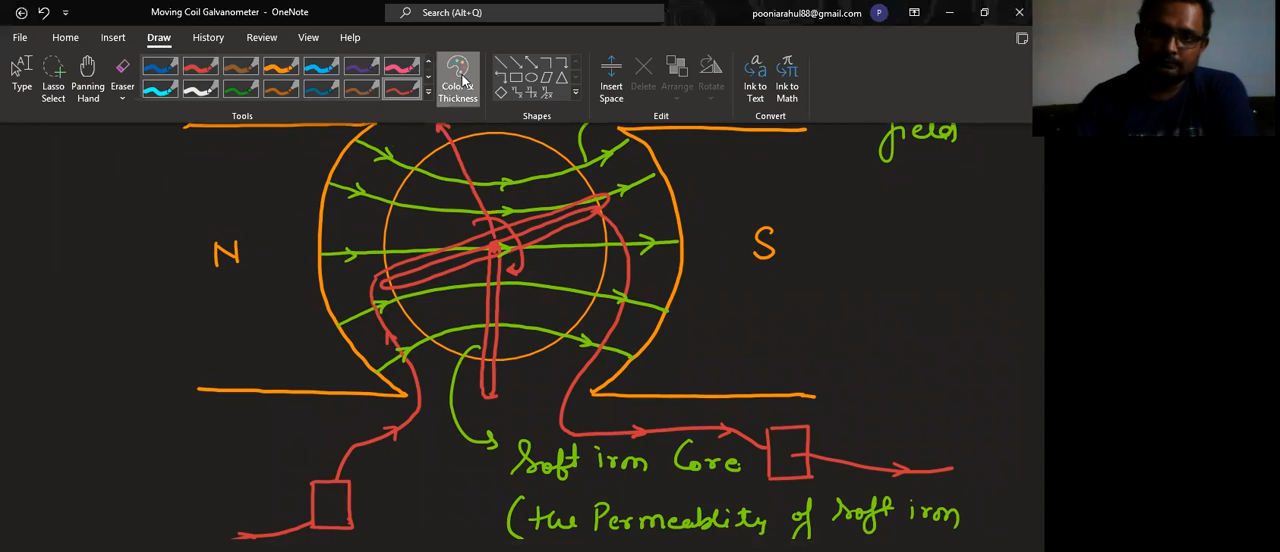 Moving Coil Galvanometer - OneNote
Search (Alt+Q)
pooniarahul88@gmail.com
P
File Home Insert Draw History Review View Help
Type
Lasso Select
Panning Hand
Eraser
Color & Thickness
Insert Space
Delete
Arrange
Rotate
Ink to Text
Ink to Math
Tools
Shapes
Edit
Convert
field
N
S
Soft iron Core
(the Permeablity of soft iron